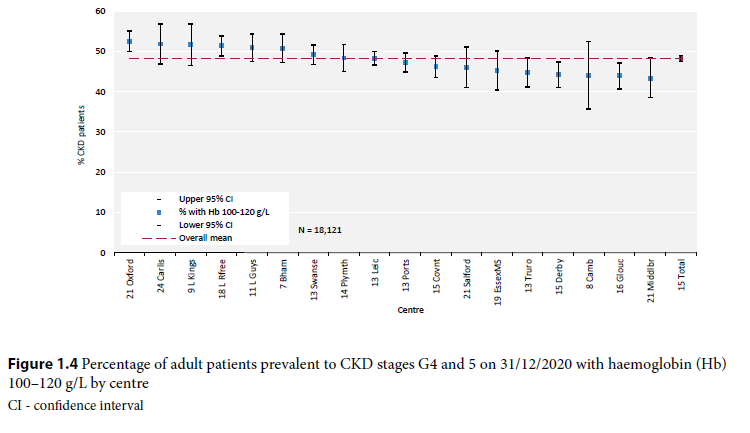 60
50
40
30
20
10
0
% CKD patients
Upper 95% CI
% with Hb 100-120 g/L
Lower 95% CI
Overall mean
N = 18,121
21 Oxford
24 Carlis
9 L Kings
18 L Rfree
11 L Guys
7 Bham
13 Swanse
14 Plymth
13 Leic
13 Ports
15 Covnt
21 Salford
19 EssexMS
13 Truro
15 Derby
8 Camb
16 Glouc
21 Middlbr
15 Total
Centre
Figure 1.4 Percentage of adult patients prevalent to CKD stages G4 and 5 on 31/12/2020 with haemoglobin (Hb)
100–120 g/L by centre
CI - confidence interval